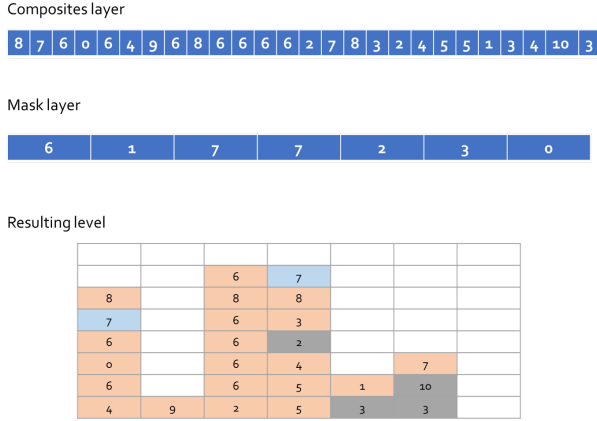 Composites layer
8 7 6 0 6 4 9 6 8 6 6 6 6 2 7 8 3 2 4 5 5 1 3 4 10 3
Mask layer
6 1 7 7 2 3 0
Resulting level
6 7
8 8 8
7 6 3
6 6 2
0 6 4 7
6 6 5 1 10
4 9 2 5 3 3